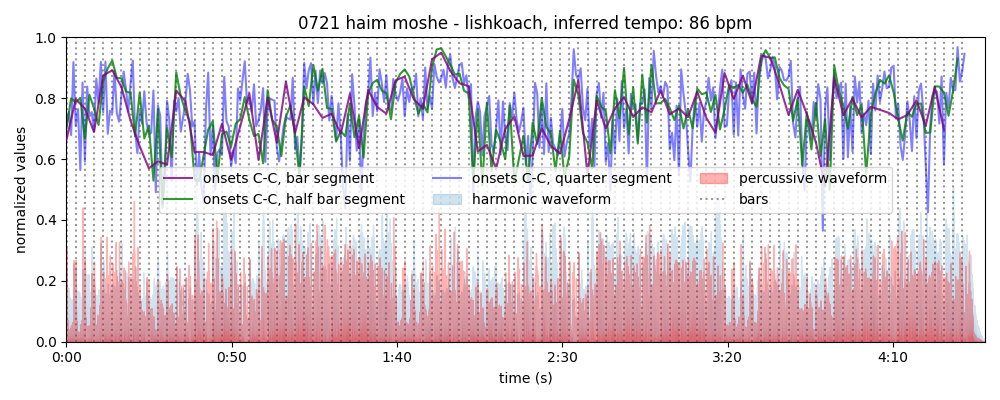 0721 haim moshe - lishkoach, inferred tempo: 86 bpm
1.0
0.8
0.6
0.4
0.2
0.0
normalized values
onsets C-C, bar segment
onsets C-C, half bar segment
onsets C-C, quarter segment
harmonic waveform
percussive waveform
bars
0:00 0:50 1:40 2:30 3:20 4:10
time (s)